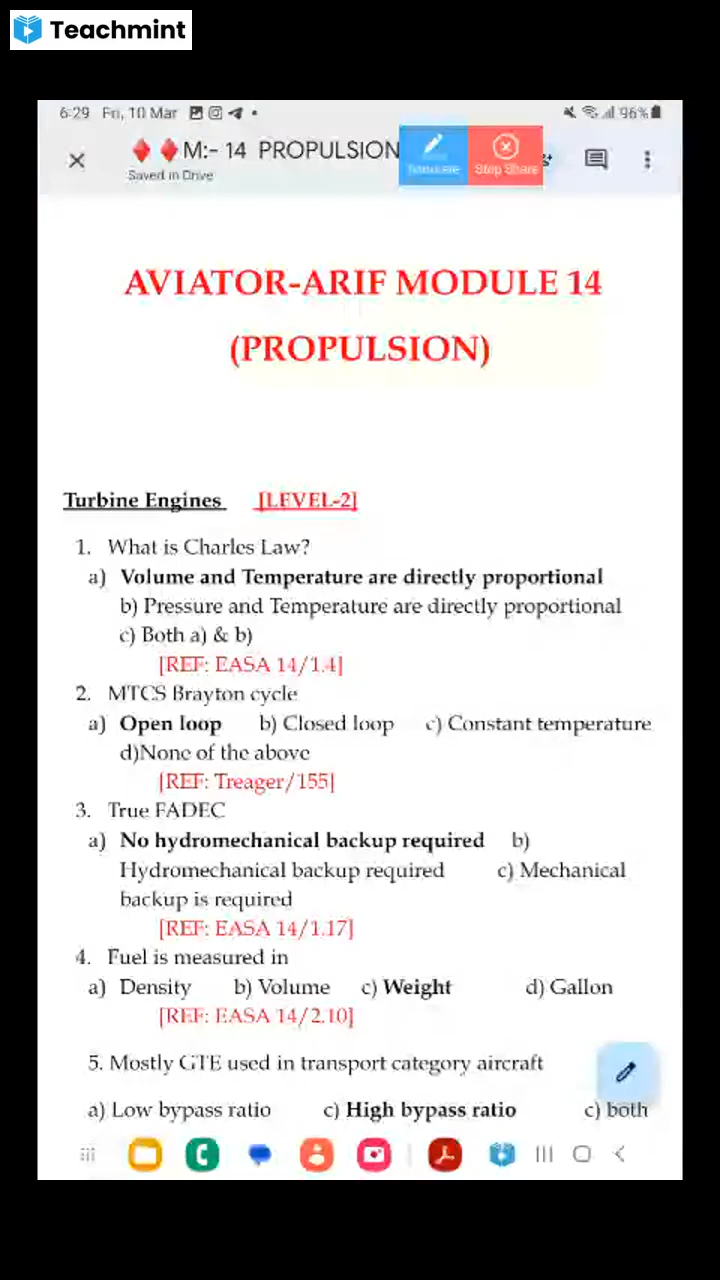 Teachmint
6:29 Fri, 10 Mar
96%
M:- 14 PROPULSION
Saved in Drive
Stop Share
AVIATOR-ARIF MODULE 14
(PROPULSION)
Turbine Engines [LEVEL-2]
1. What is Charles Law?
a) Volume and Temperature are directly proportional
b) Pressure and Temperature are directly proportional
c) Both a) & b)
[REF: EASA 14/1.4]
2. MTCS Brayton cycle
a) Open loop b) Closed loop c) Constant temperature
d)None of the above
[REF: Treager/155]
3. True FADEC
a) No hydromechanical backup required b)
Hydromechanical backup required c) Mechanical
backup is required
[REF: EASA 14/1.17]
4. Fuel is measured in
a) Density b) Volume c) Weight d) Gallon
[REF: EASA 14/2.10]
5. Mostly GTE used in transport category aircraft
a) Low bypass ratio c) High bypass ratio c) both